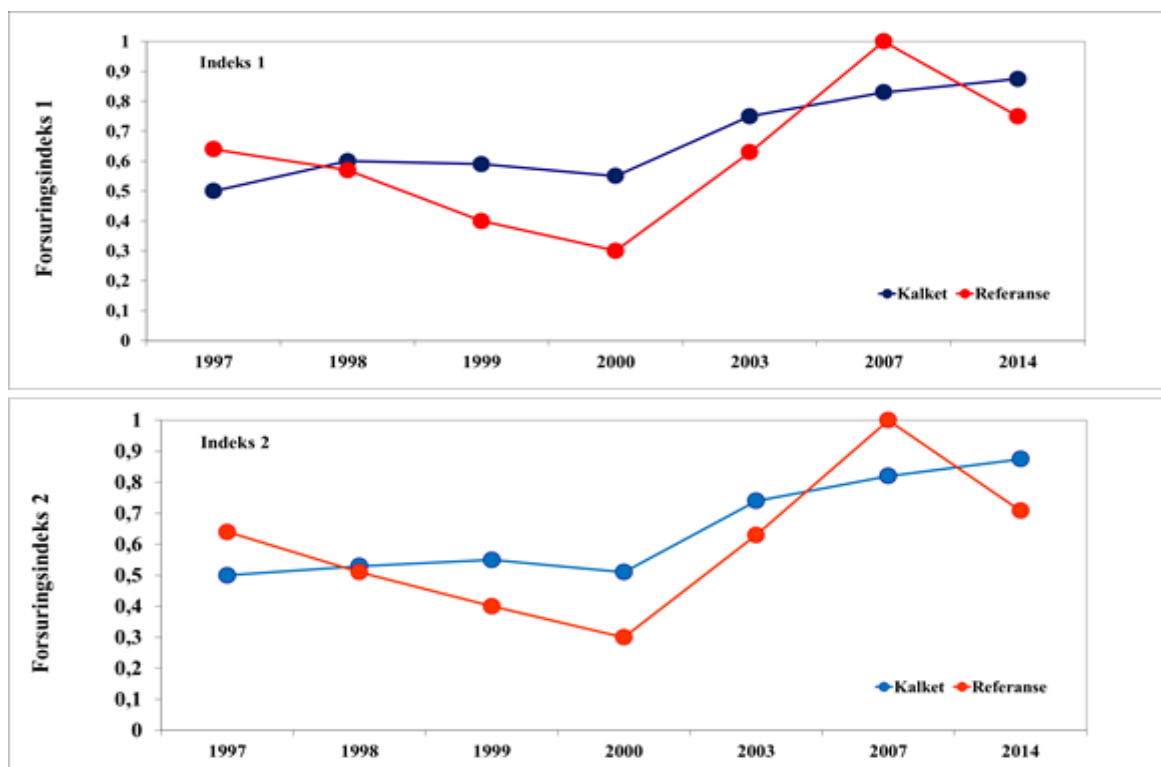 Forsuringsindeks 1
Indeks 1
1
0,9
0,8
0,7
0,6
0,5
0,4
0,3
0,2
0,1
0
Kalket Referanse
1997 1998 1999 2000 2003 2007 2014
Forsuringsindeks 2
Indeks 2
1
0,9
0,8
0,7
0,6
0,5
0,4
0,3
0,2
0,1
0
Kalket Referanse
1997 1998 1999 2000 2003 2007 2014